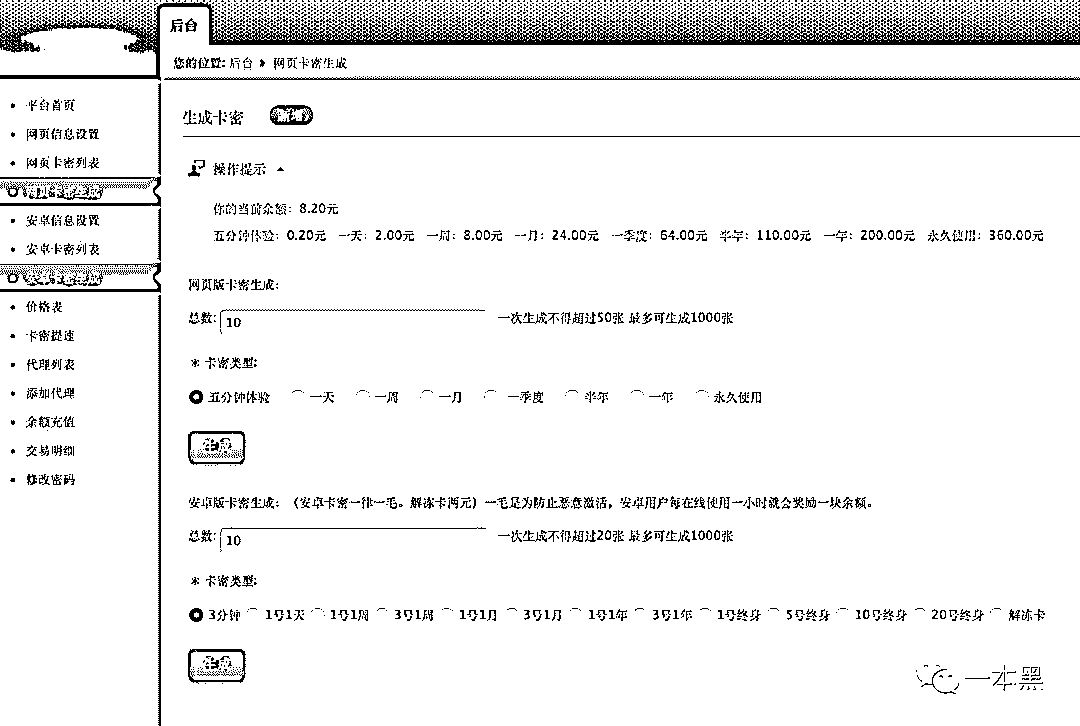 后台
您的位置: 后台 网页卡密生成
平台首页
网页信息设置
网页卡密列表
网页卡密生成
安卓信息设置
安卓卡密列表
安卓卡密生成
价格表
卡密提速
代理列表
添加代理
余额充值
交易明细
修改密码
生成卡密 新增
操作提示
你的当前余额: 8.20元
五分钟体验: 0.20元 一天: 2.00元 一周: 8.00元 一月: 24.00元 一季度: 64.00元 半年: 110.00元 一年: 200.00元 永久使用: 360.00元
网页版卡密生成:
总数: 10 一次生成不得超过50张 最多可生成1000张
* 卡密类型:
五分钟体验 一天 一周 一月 一季度 半年 一年 永久使用
生成
安卓版卡密生成: (安卓卡密一律一毛。解冻卡两元) 一毛是为防止恶意激活,安卓用户每在线使用一小时就会奖励一块余额。
总数: 10 一次生成不得超过20张 最多可生成1000张
* 卡密类型:
3分钟 1号1天 1号1周 3号1周 1号1月 3号1月 1号1年 3号1年 1号终身 5号终身 10号终身 20号终身 解冻卡
生成
一本黑